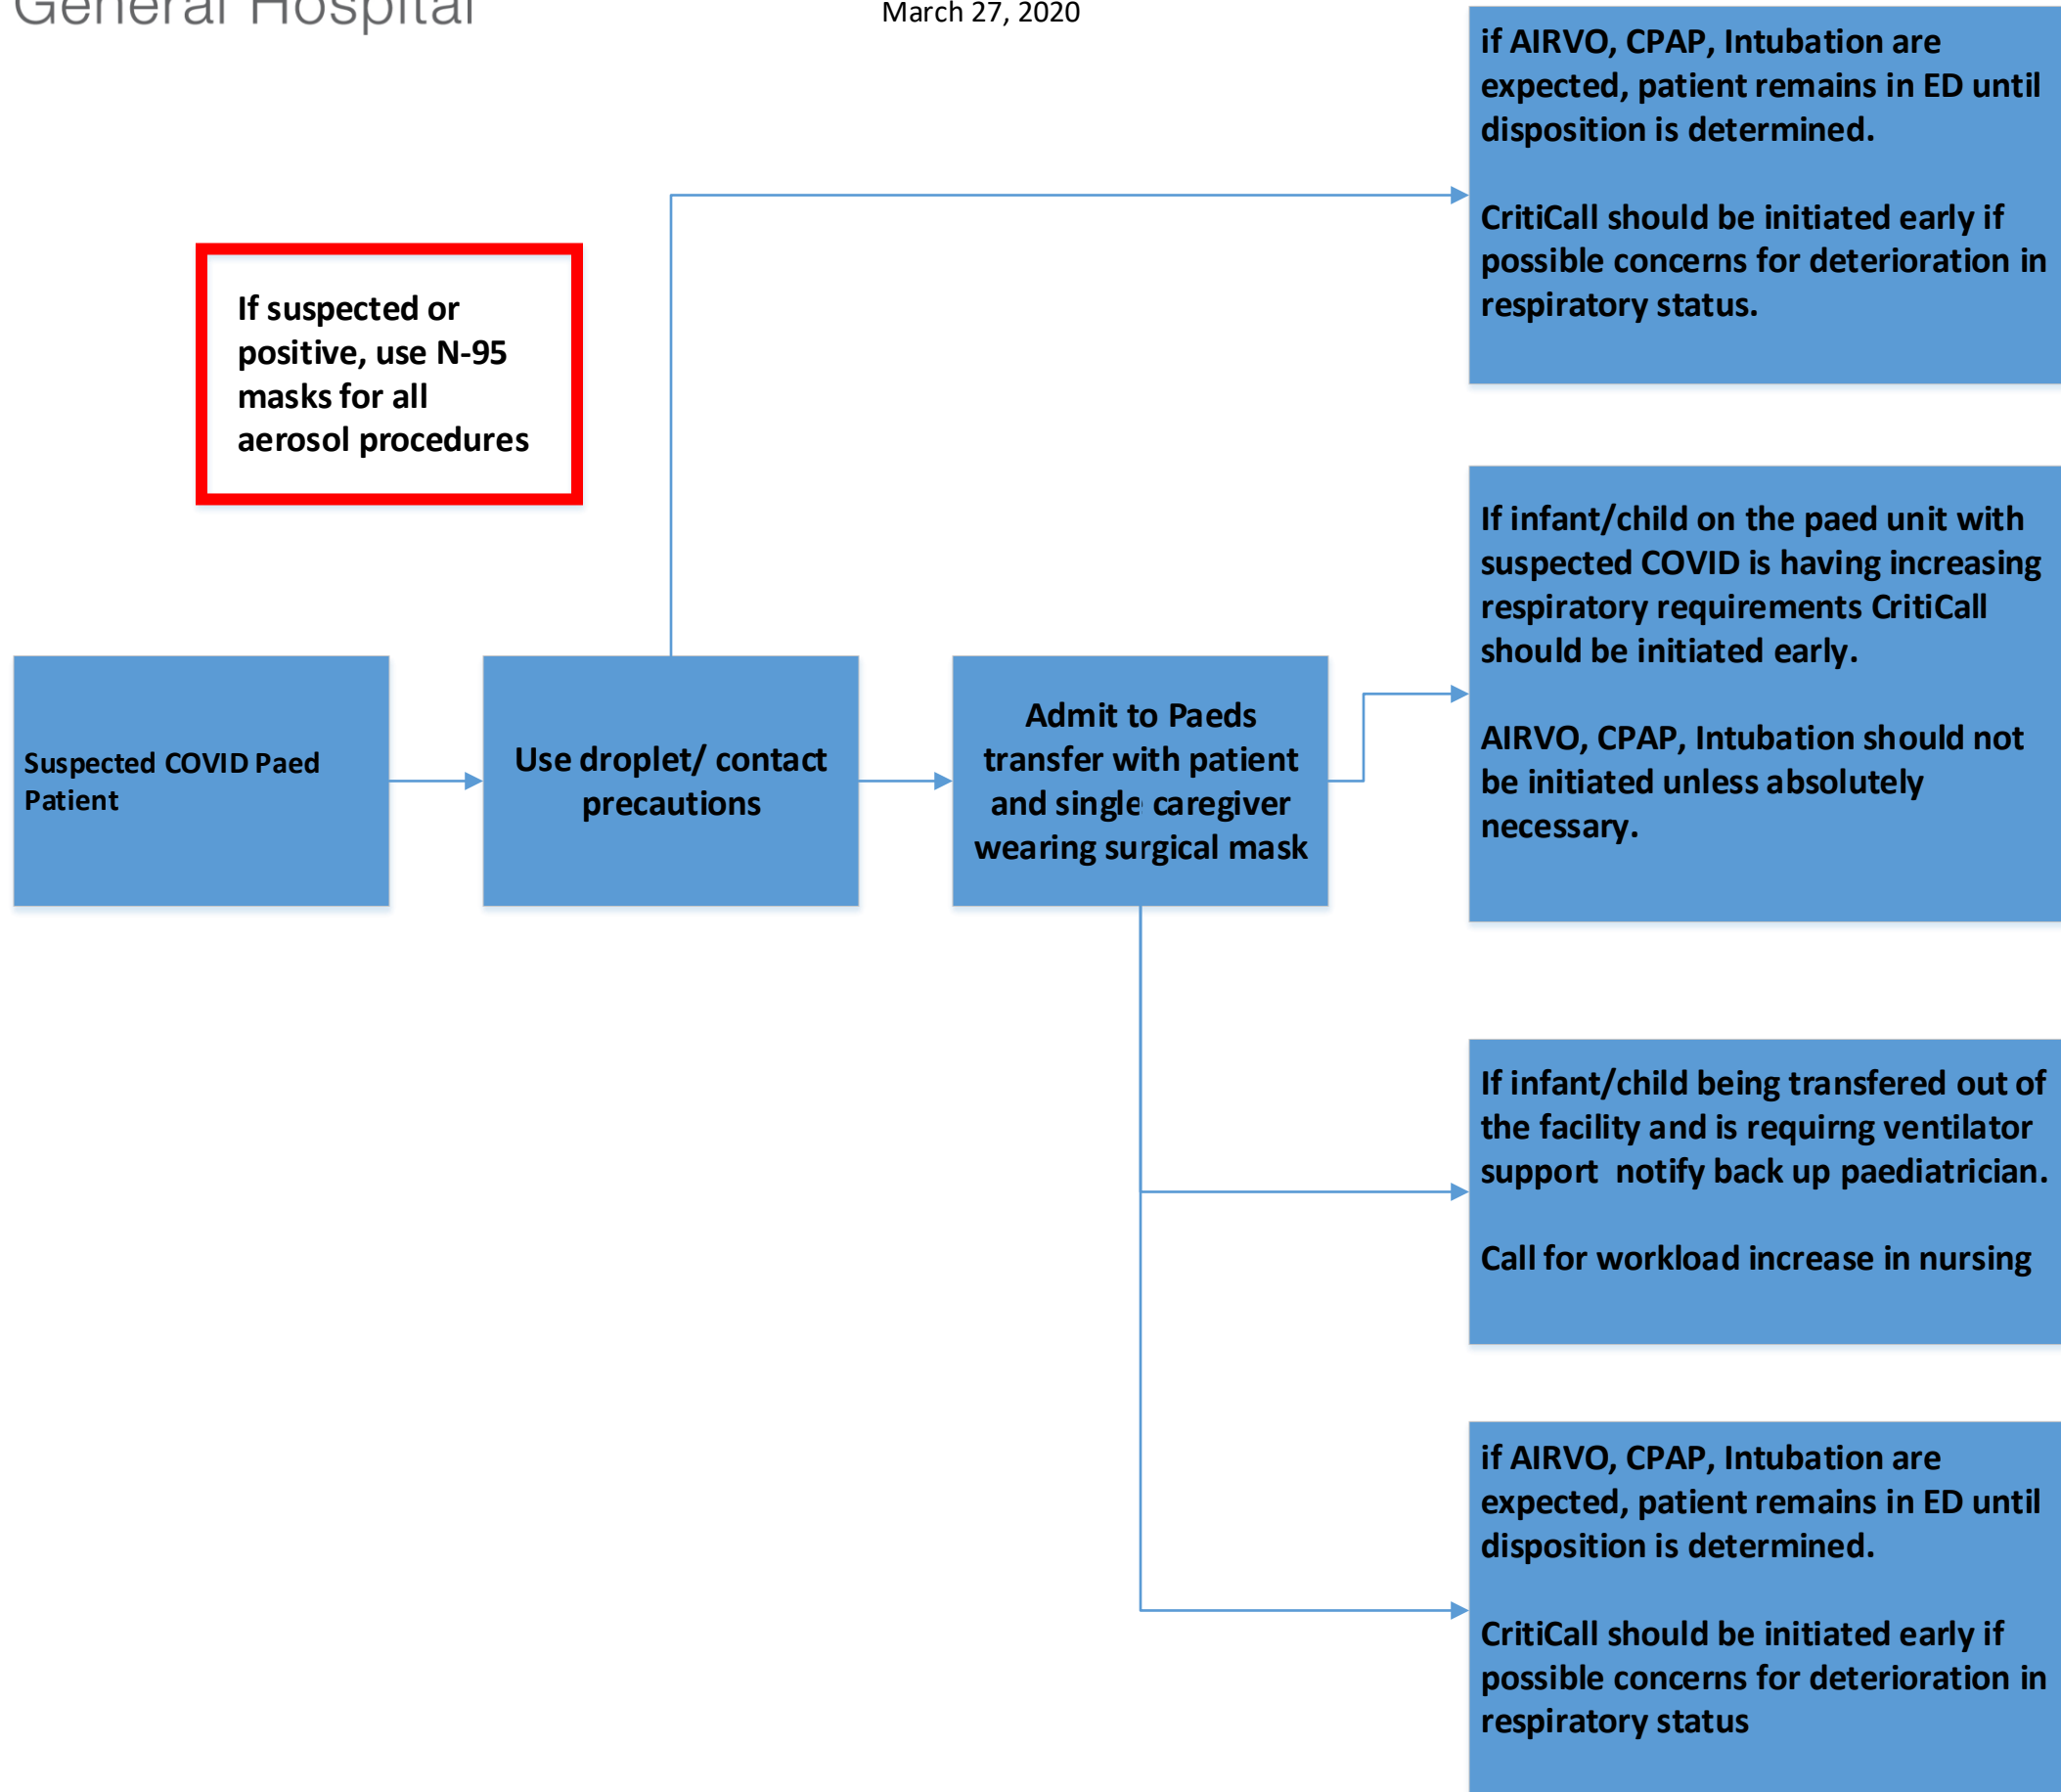 General Hospital
March 27, 2020
if AIRVO, CPAP, Intubation are
expected, patient remains in ED until
disposition is determined.
CritiCall should be initiated early if
possible concerns for deterioration in
respiratory status.
If suspected or
positive, use N-95
masks for all
aerosol procedures
If infant/child on the paed unit with
suspected COVID is having increasing
respiratory requirements CritiCall
should be initiated early.
AIRVO, CPAP, Intubation should not
be initiated unless absolutely
necessary.
Suspected COVID Paed
Patient
Use droplet/ contact
precautions
Admit to Paeds
transfer with patient
and single caregiver
wearing surgical mask
If infant/child being transfered out of
the facility and is requirng ventilator
support  notify back up paediatrician.
Call for workload increase in nursing
if AIRVO, CPAP, Intubation are
expected, patient remains in ED until
disposition is determined.
CritiCall should be initiated early if
possible concerns for deterioration in
respiratory status